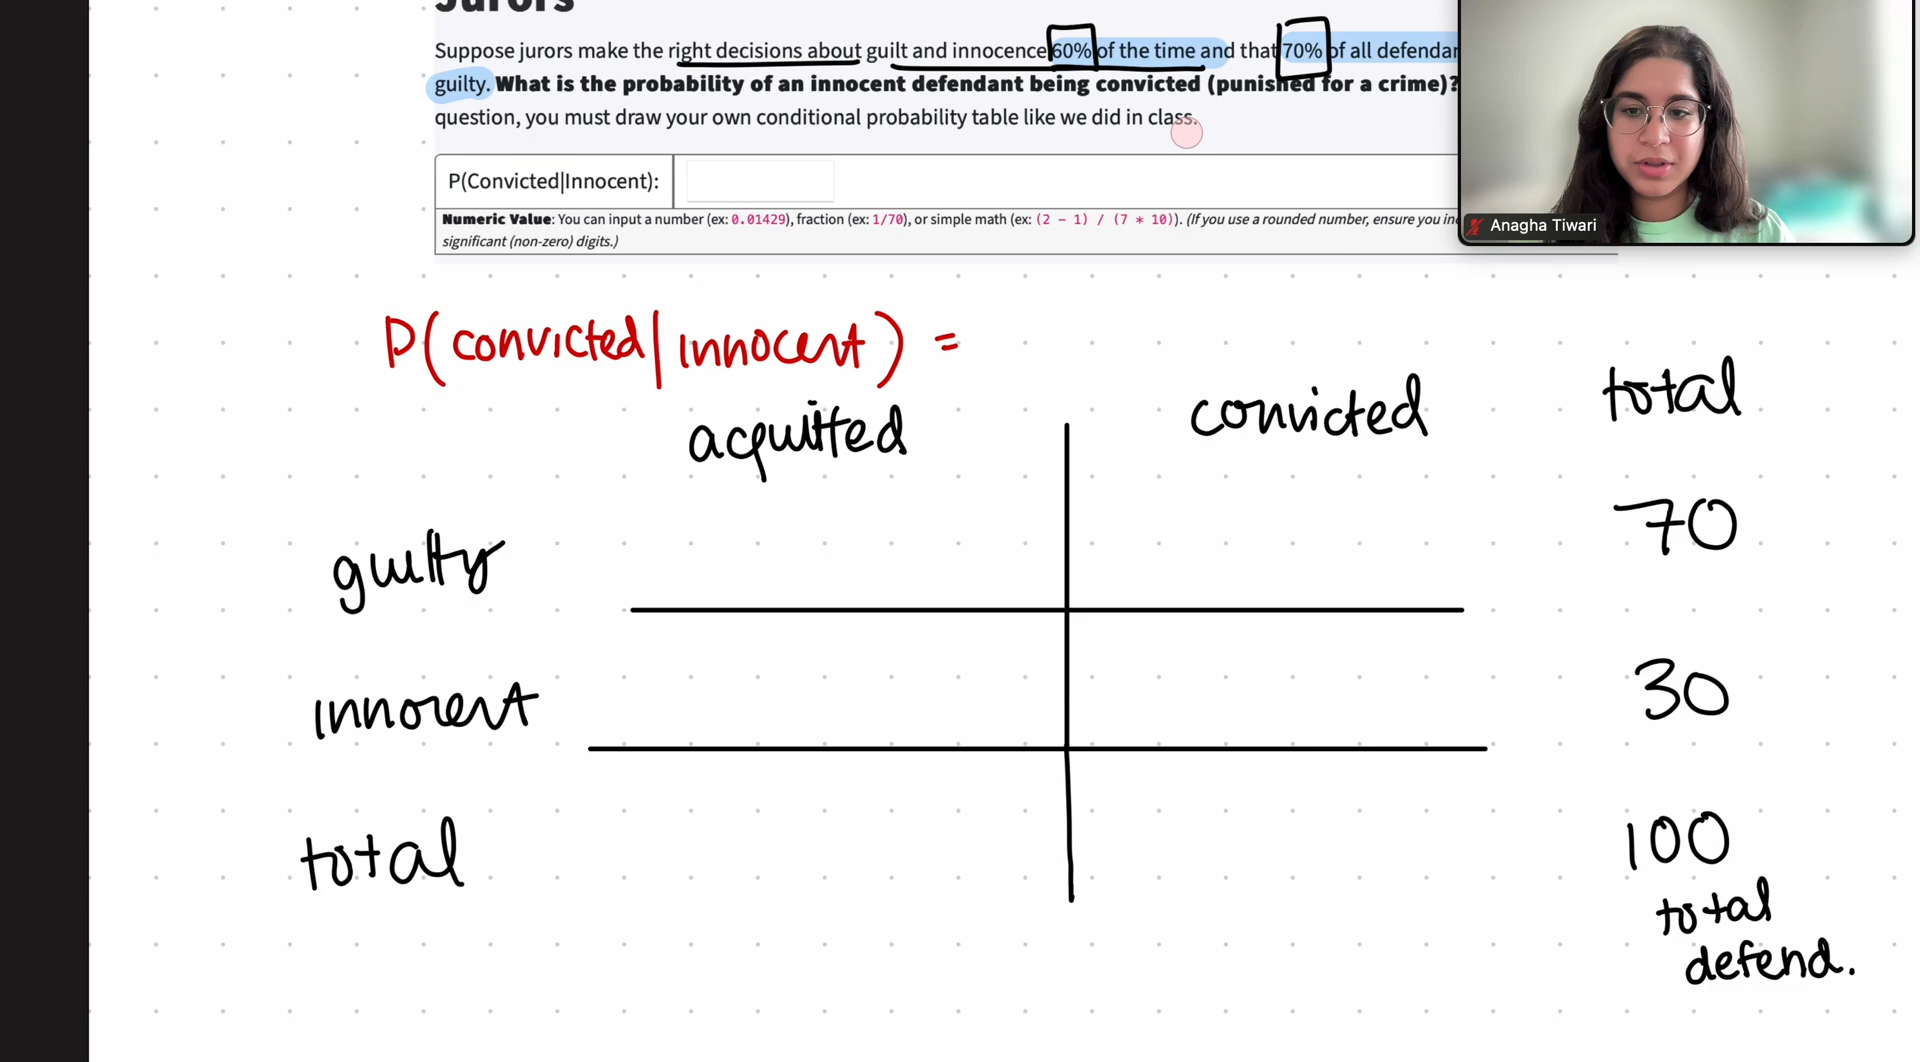 Jurors
Suppose jurors make the right decisions about guilt and innocence 60% of the time and that 70% of all defendan
guilty. What is the probability of an innocent defendant being convicted (punished for a crime)?
question, you must draw your own conditional probability table like we did in class.
P(Convicted|Innocent):
Numeric Value: You can input a number (ex: 0.01429), fraction (ex: 1/70), or simple math (ex: (2 − 1) / (7 * 10)). (If you use a rounded number, ensure you in
significant (non-zero) digits.)
Anagha Tiwari
P(convicted|innocent) =
acquitted convicted total
guilty 70
innocent 30
total 100
total
defend.